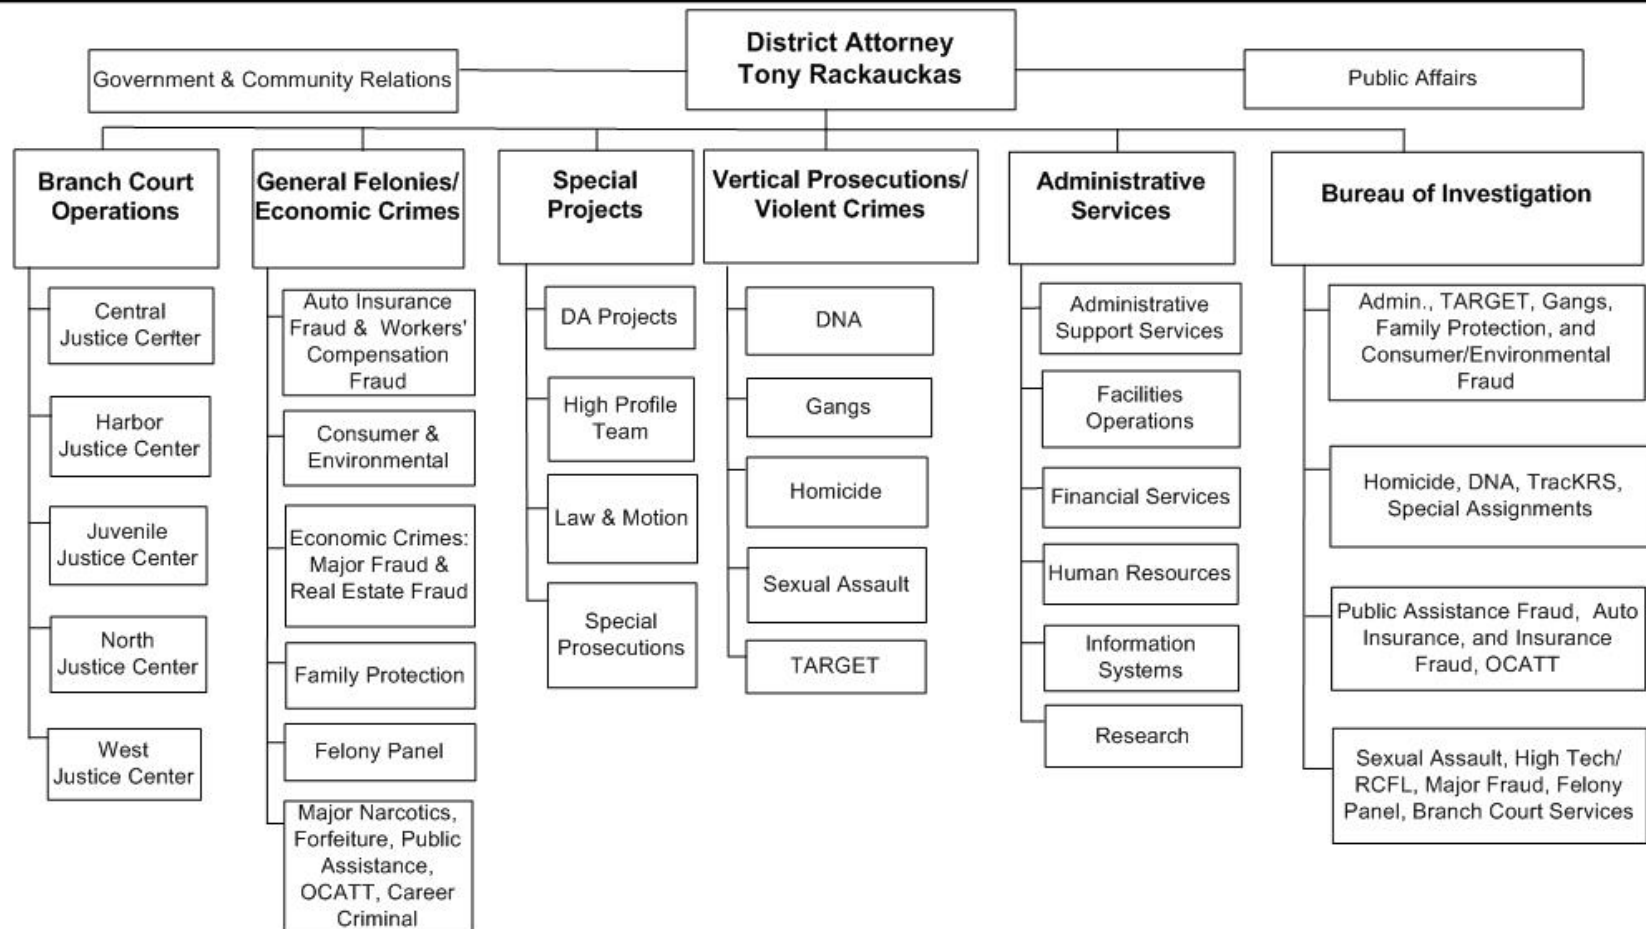 District Attorney
Tony Rackauckas
Government & Community Relations
Public Affairs
Branch Court
Operations
Central
Justice Center
Harbor
Justice Center
Juvenile
Justice Center
North
Justice Center
West
Justice Center
General Felonies/
Economic Crimes
Auto Insurance
Fraud & Workers'
Compensation
Fraud
Consumer &
Environmental
Economic Crimes:
Major Fraud &
Real Estate Fraud
Family Protection
Felony Panel
Major Narcotics,
Forfeiture, Public
Assistance,
OCATT, Career
Criminal
Special
Projects
DA Projects
High Profile
Team
Law & Motion
Special
Prosecutions
Vertical Prosecutions/
Violent Crimes
DNA
Gangs
Homicide
Sexual Assault
TARGET
Administrative
Services
Administrative
Support Services
Facilities
Operations
Financial Services
Human Resources
Information
Systems
Research
Bureau of Investigation
Admin., TARGET, Gangs,
Family Protection, and
Consumer/Environmental
Fraud
Homicide, DNA, TracKRS,
Special Assignments
Public Assistance Fraud, Auto
Insurance, and Insurance
Fraud, OCATT
Sexual Assault, High Tech/
RCFL, Major Fraud, Felony
Panel, Branch Court Services